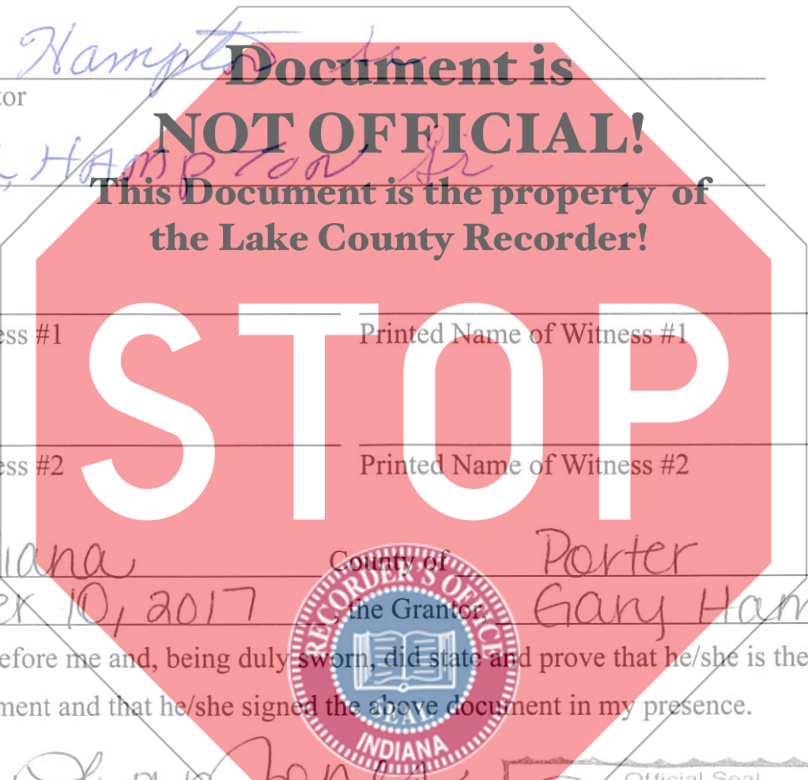 Hampton Sr
Document is
tor
NOT OFFICIAL!
, HAMPTON Sr
This Document is the property of
the Lake County Recorder!
STOP
ess #1 Printed Name of Witness #1
ess #2 Printed Name of Witness #2
iana County of Porter
er 10, 2017 the Grantor, Gary Ham
RECORDER'S OFFICE
efore me and, being duly sworn, did state and prove that he/she is the
ment and that he/she signed the above document in my presence.
SEAL
INDIANA
Official Seal